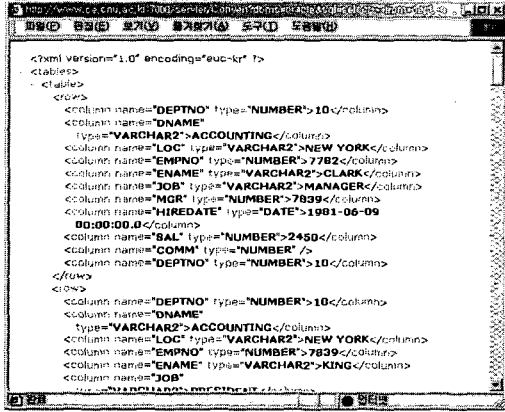 파일(F) 편집(E) 보기(V) 즐겨찾기(A) 도구(T) 도움말(H)
<?xml version="1.0" encoding="euc-kr" ?>
- <tables>
- <table>
<row>
<column name="DEPTNO" type="NUMBER">10</column>
<column name="DNAME"
type="VARCHAR2">ACCOUNTING</column>
<column name="LOC" type="VARCHAR2">NEW YORK</column>
<column name="EMPNO" type="NUMBER">7782</column>
<column name="ENAME" type="VARCHAR2">CLARK</column>
<column name="JOB" type="VARCHAR2">MANAGER</column>
<column name="MGR" type="NUMBER">7839</column>
<column name="HIREDATE" type="DATE">1981-06-09
00:00:00.0</column>
<column name="SAL" type="NUMBER">2450</column>
<column name="COMM" type="NUMBER" />
<column name="DEPTNO" type="NUMBER">10</column>
</row>
<row>
<column name="DEPTNO" type="NUMBER">10</column>
<column name="DNAME"
type="VARCHAR2">ACCOUNTING</column>
<column name="LOC" type="VARCHAR2">NEW YORK</column>
<column name="EMPNO" type="NUMBER">7839</column>
<column name="ENAME" type="VARCHAR2">KING</column>
<column name="JOB"
type="VARCHAR2">PRESIDENT</column>
완료 인터넷